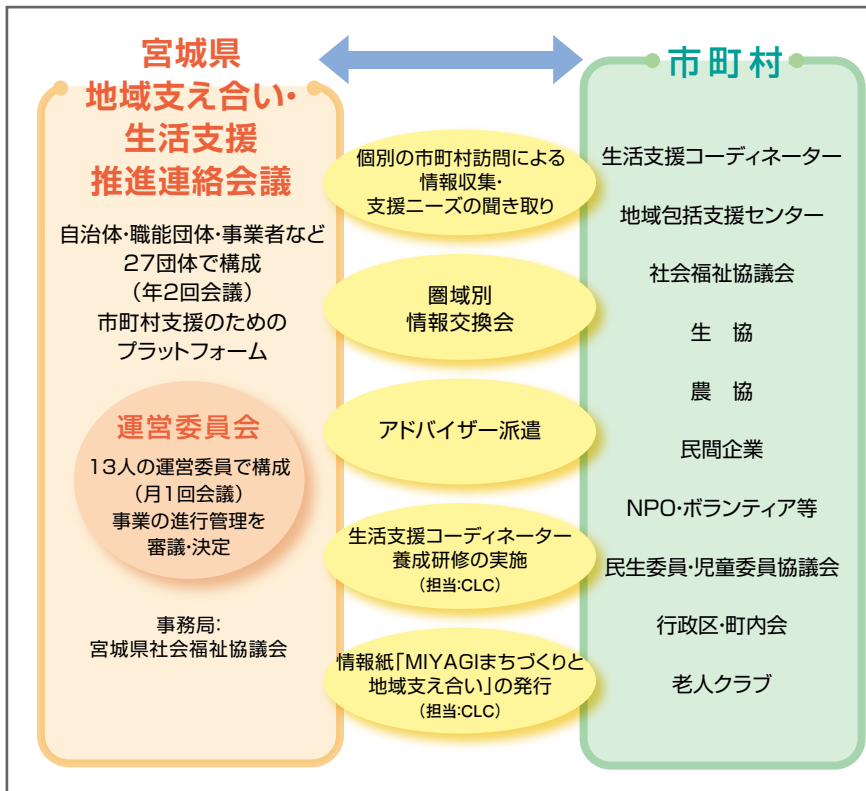 宮城県
地域支え合い・
生活支援
推進連絡会議
自治体・職能団体・事業者など
27団体で構成
(年2回会議)
市町村支援のための
プラットフォーム
運営委員会
13人の運営委員で構成
(月1回会議)
事業の進行管理を
審議・決定
事務局:
宮城県社会福祉協議会
個別の市町村訪問による
情報収集・
支援ニーズの聞き取り
圏域別
情報交換会
アドバイザー派遣
生活支援コーディネーター
養成研修の実施
(担当:CLC)
情報紙「MIYAGIまちづくりと
地域支え合い」の発行
(担当:CLC)
市町村
生活支援コーディネーター
地域包括支援センター
社会福祉協議会
生 協
農 協
民間企業
NPO・ボランティア等
民生委員・児童委員協議会
行政区・町内会
老人クラブ